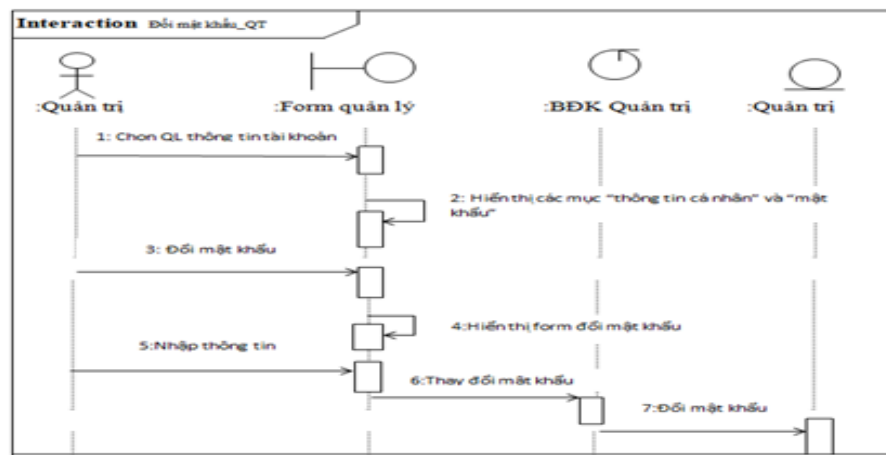 Interaction Đổi mật khẩu_QT
:Quản trị
:Form quản lý
:BĐK Quản trị
:Quản trị
1: Chon QL thông tin tài khoản
2: Hiển thị các mục “thông tin cá nhân” và “mật
khẩu”
3: Đổi mật khẩu
4:Hiển thị form đổi mật khẩu
5:Nhập thông tin
6:Thay đổi mật khẩu
7:Đổi mật khẩu